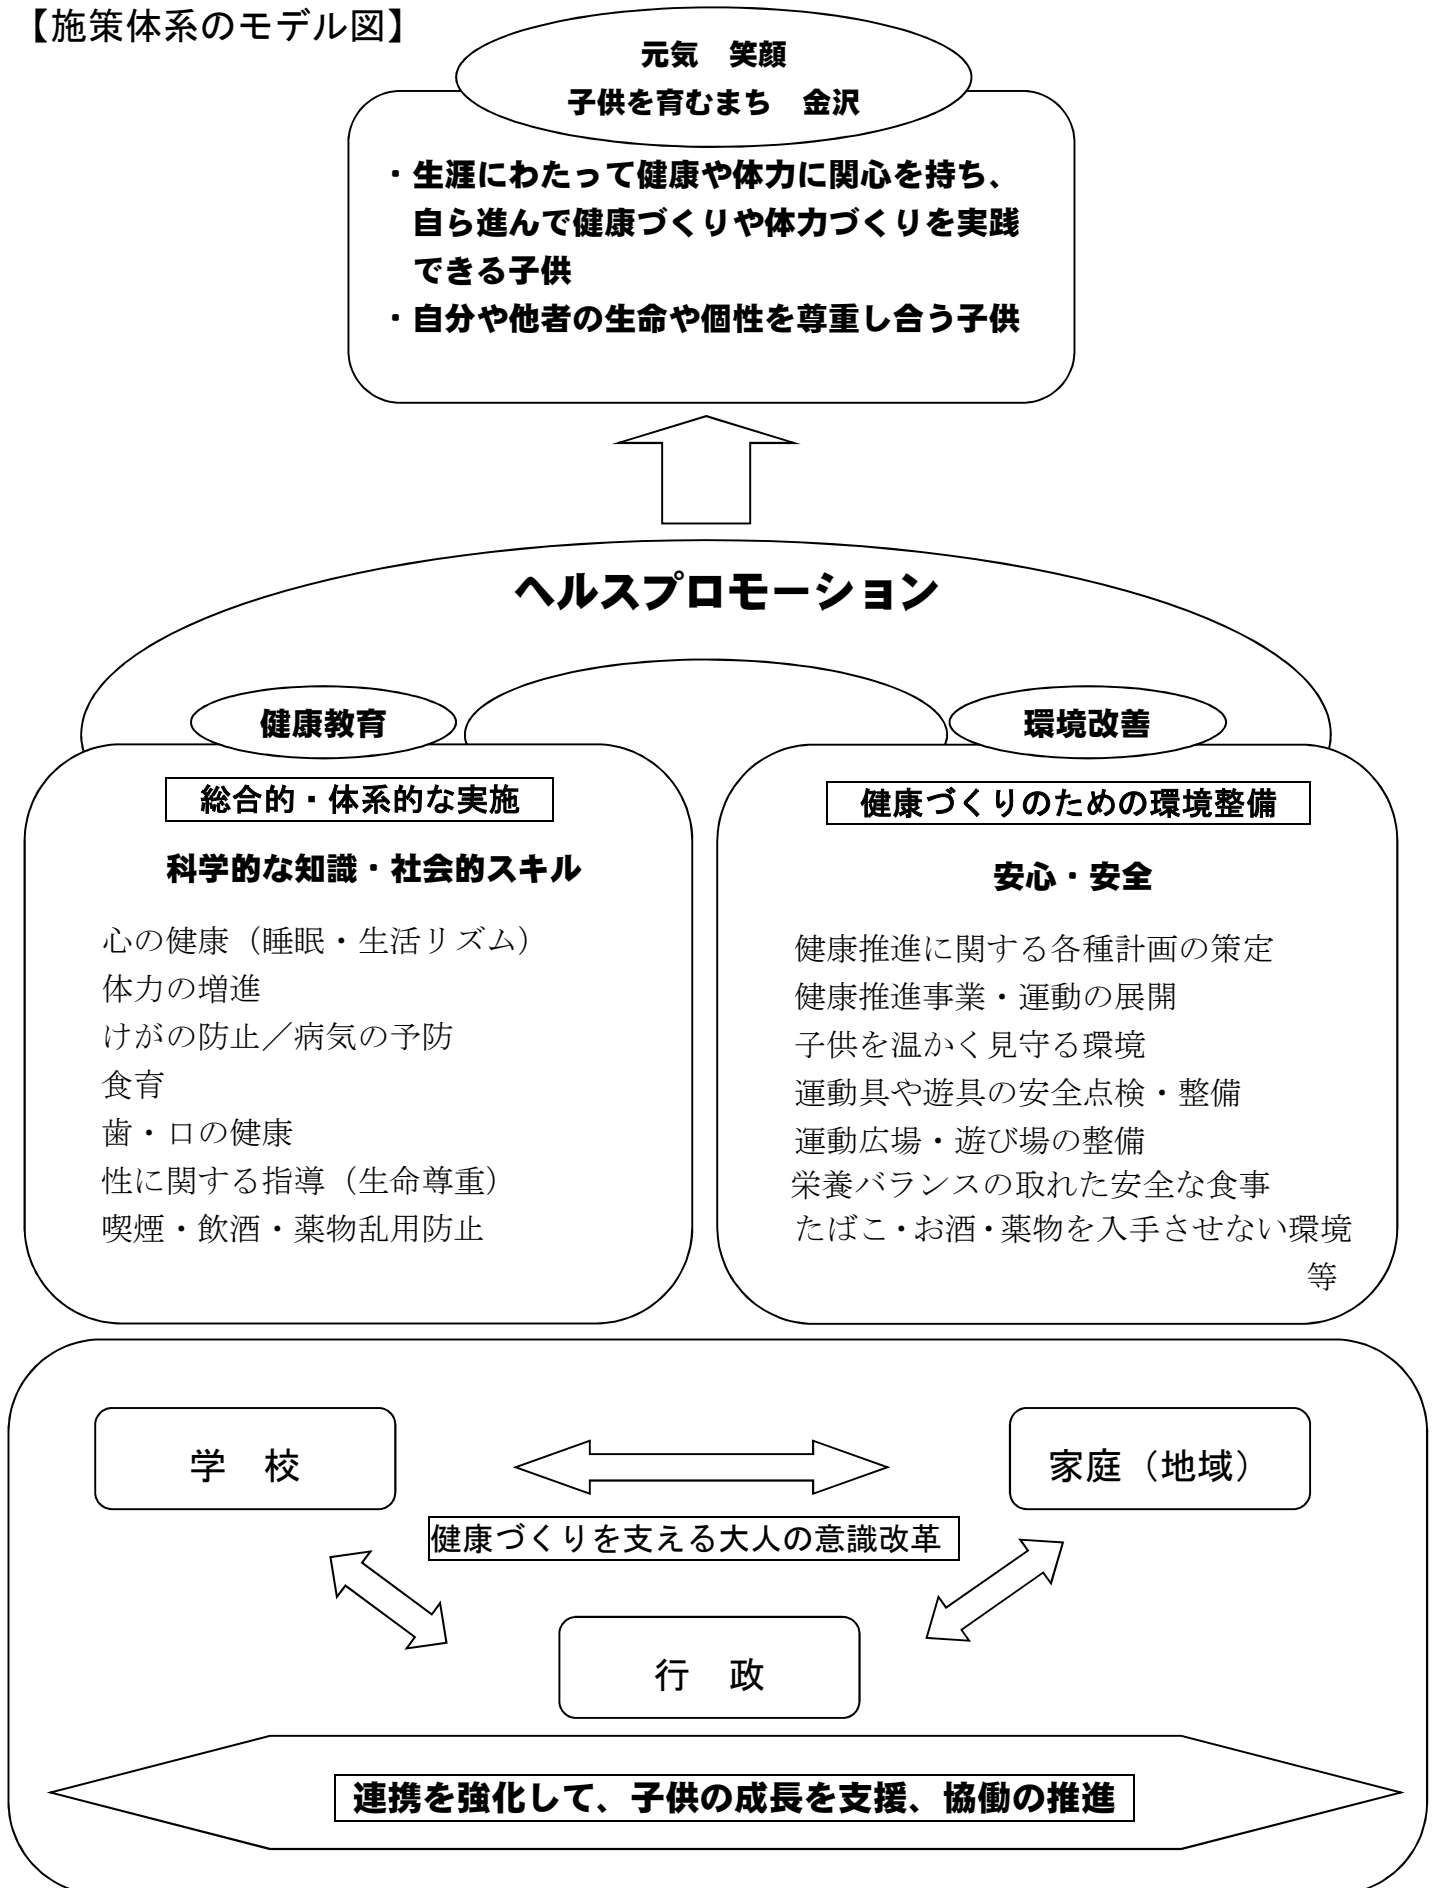 【施策体系のモデル図】
元気　笑顔
子供を育むまち　金沢
・生涯にわたって健康や体力に関心を持ち、
自ら進んで健康づくりや体力づくりを実践
できる子供
・自分や他者の生命や個性を尊重し合う子供
ヘルスプロモーション
健康教育
総合的・体系的な実施
科学的な知識・社会的スキル
心の健康（睡眠・生活リズム）
体力の増進
けがの防止／病気の予防
食育
歯・口の健康
性に関する指導（生命尊重）
喫煙・飲酒・薬物乱用防止
環境改善
健康づくりのための環境整備
安心・安全
健康推進に関する各種計画の策定
健康推進事業・運動の展開
子供を温かく見守る環境
運動具や遊具の安全点検・整備
運動広場・遊び場の整備
栄養バランスの取れた安全な食事
たばこ・お酒・薬物を入手させない環境
等
学　校
家庭（地域）
健康づくりを支える大人の意識改革
行　政
連携を強化して、子供の成長を支援、協働の推進